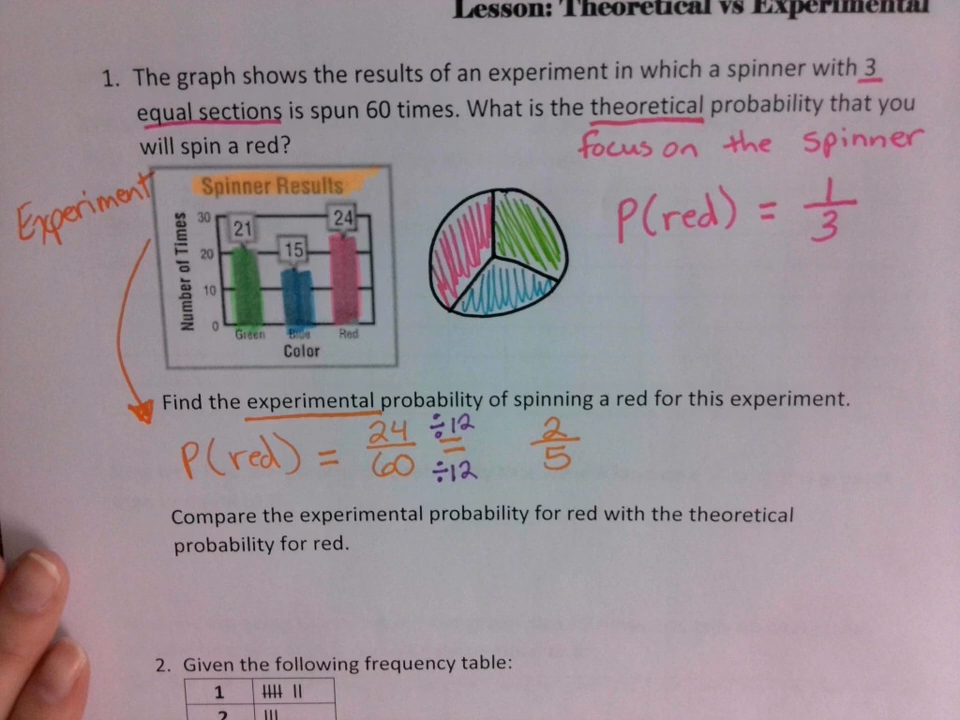 Lesson: Theoretical vs Experimental
1. The graph shows the results of an experiment in which a spinner with 3
equal sections is spun 60 times. What is the theoretical probability that you
will spin a red?
focus on the spinner
Experiment
Spinner Results
Number of Times
30
20
10
0
21
15
24
Green Blue Red
Color
P(red) = 1/3
Find the experimental probability of spinning a red for this experiment.
P(red) = 24/60 ÷12/÷12 = 2/5
Compare the experimental probability for red with the theoretical
probability for red.
2. Given the following frequency table:
1 𝍸 II
2 III